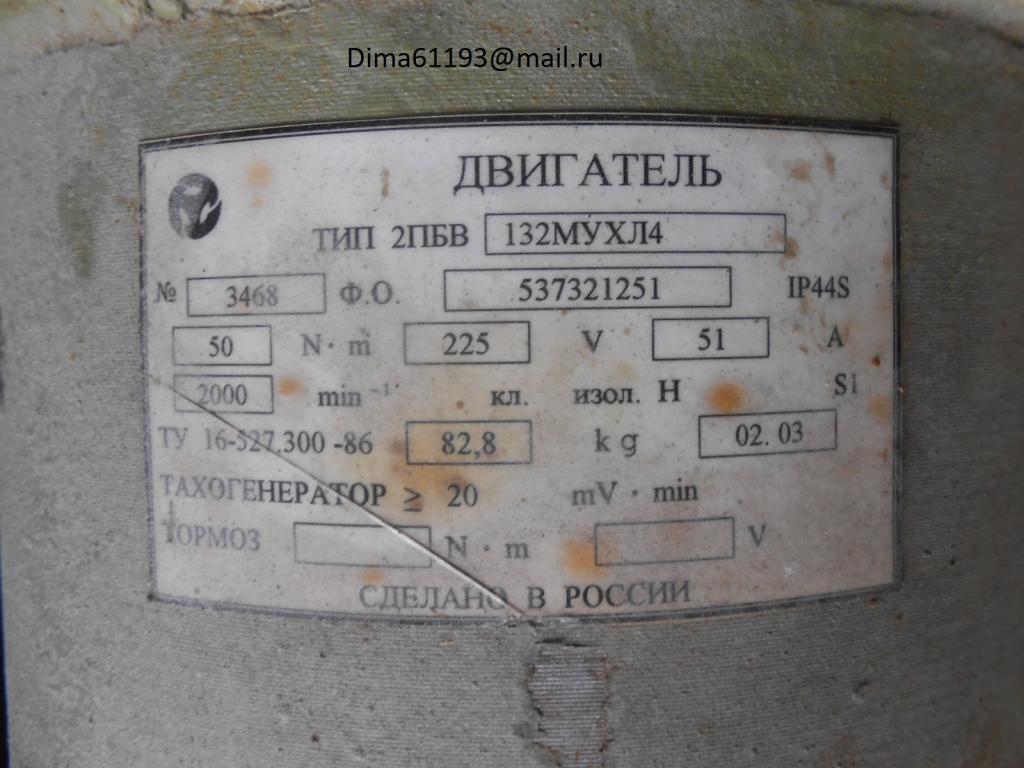 Dima61193@mail.ru
ДВИГАТЕЛЬ
ТИП 2ПБВ 132МУХЛ4
№ 3468 Ф.О. 537321251 IP44S
50 N· m 225 V 51 A
2000 min⁻¹ кл. изол. H S1
ТУ 16-527.300 -86 82,8 kg 02. 03
ТАХОГЕНЕРАТОР ≥ 20 mV · min
ТОРМОЗ N · m V
СДЕЛАНО В РОССИИ